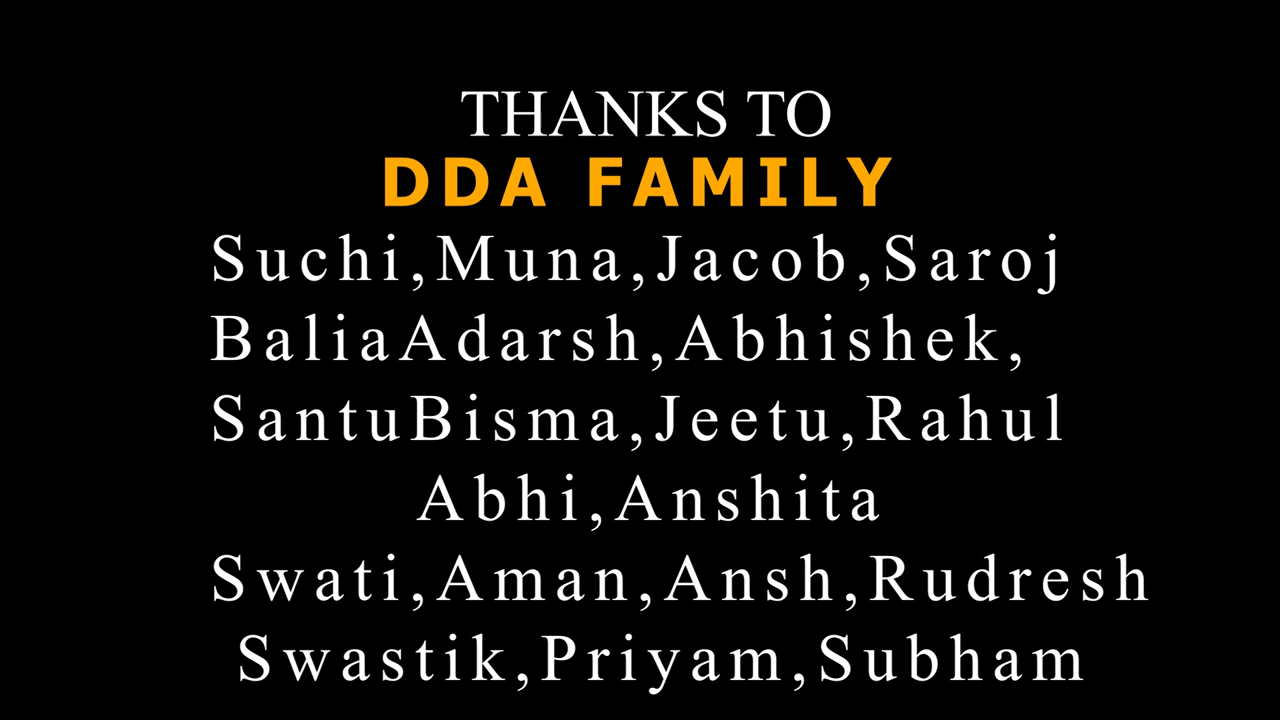 THANKS TO
DDA FAMILY
Suchi,Muna,Jacob,Saroj
BaliaAdarsh,Abhishek,
SantuBisma,Jeetu,Rahul
Abhi,Anshita
Swati,Aman,Ansh,Rudresh
Swastik,Priyam,Subham